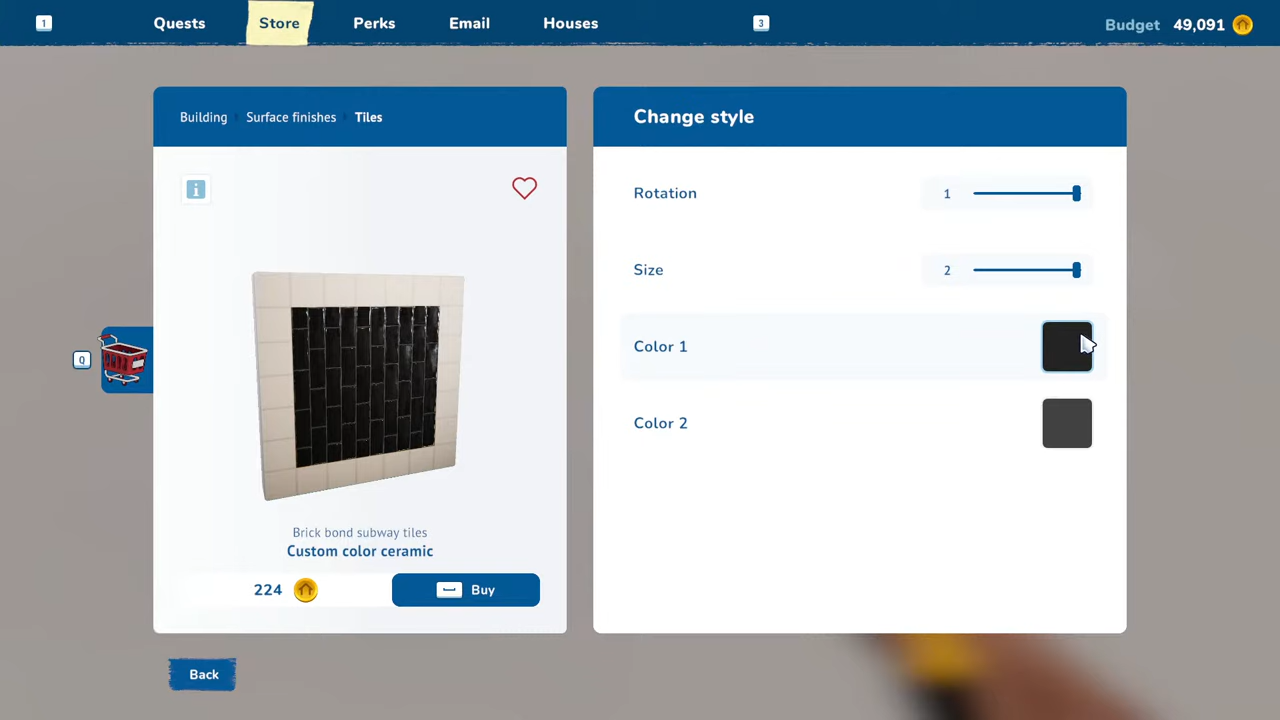 1 Quests Store Perks Email Houses 3 Budget 49,091
Building Surface finishes Tiles
Change style
i
Rotation 1
Size 2
Color 1
Q
Color 2
Brick bond subway tiles
Custom color ceramic
224 Buy
Back